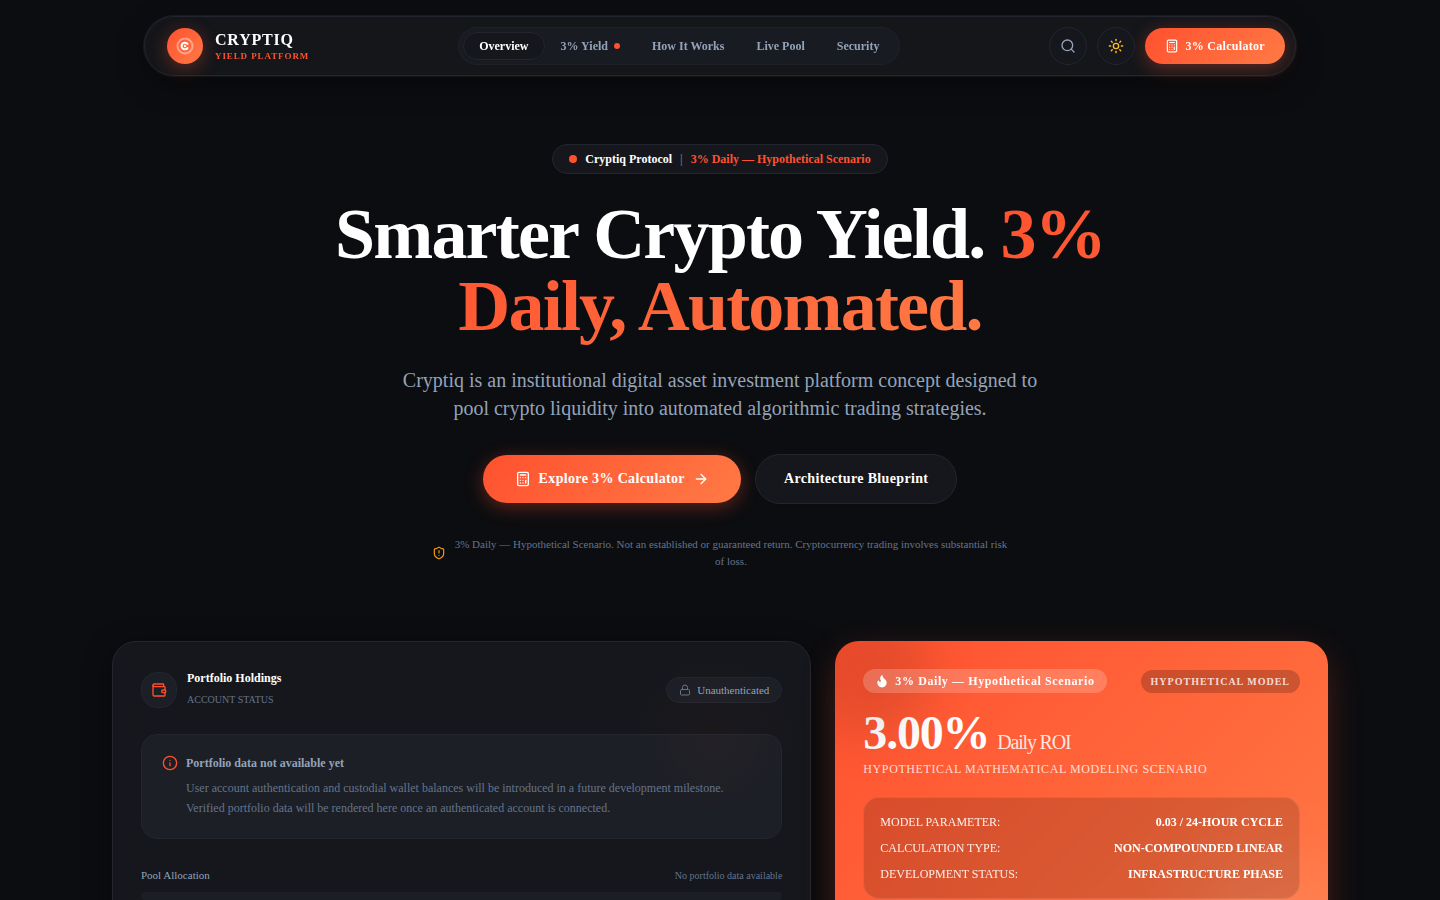 CRYPTIQ
YIELD PLATFORM
Overview
3% Yield
How It Works
Live Pool
Security
3% Calculator
Cryptiq Protocol | 3% Daily — Hypothetical Scenario
Smarter Crypto Yield. 3%
Daily, Automated.
Cryptiq is an institutional digital asset investment platform concept designed to
pool crypto liquidity into automated algorithmic trading strategies.
Explore 3% Calculator
Architecture Blueprint
3% Daily — Hypothetical Scenario. Not an established or guaranteed return. Cryptocurrency trading involves substantial risk
of loss.
Portfolio Holdings
ACCOUNT STATUS
Unauthenticated
Portfolio data not available yet
User account authentication and custodial wallet balances will be introduced in a future development milestone.
Verified portfolio data will be rendered here once an authenticated account is connected.
Pool Allocation
No portfolio data available
3% Daily — Hypothetical Scenario
HYPOTHETICAL MODEL
3.00% Daily ROI
HYPOTHETICAL MATHEMATICAL MODELING SCENARIO
MODEL PARAMETER:
0.03 / 24-HOUR CYCLE
CALCULATION TYPE:
NON-COMPOUNDED LINEAR
DEVELOPMENT STATUS:
INFRASTRUCTURE PHASE